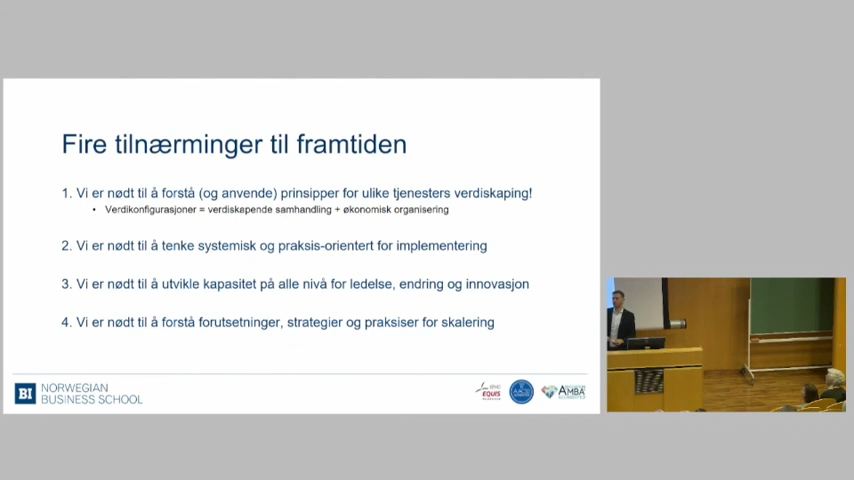 Fire tilnærminger til framtiden
1. Vi er nødt til å forstå (og anvende) prinsipper for ulike tjenesters verdiskaping!
• Verdikonfigurasjoner = verdiskapende samhandling + økonomisk organisering
2. Vi er nødt til å tenke systemisk og praksis-orientert for implementering
3. Vi er nødt til å utvikle kapasitet på alle nivå for ledelse, endring og innovasjon
4. Vi er nødt til å forstå forutsetninger, strategier og praksiser for skalering
BI
NORWEGIAN
BUSINESS SCHOOL
EFMD
EQUIS
AMBA